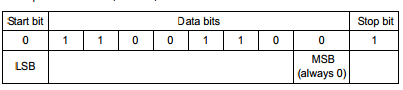 Start bit Data bits Stop bit
0 1 1 0 0 1 1 0 0 1
LSB MSB
(always 0)